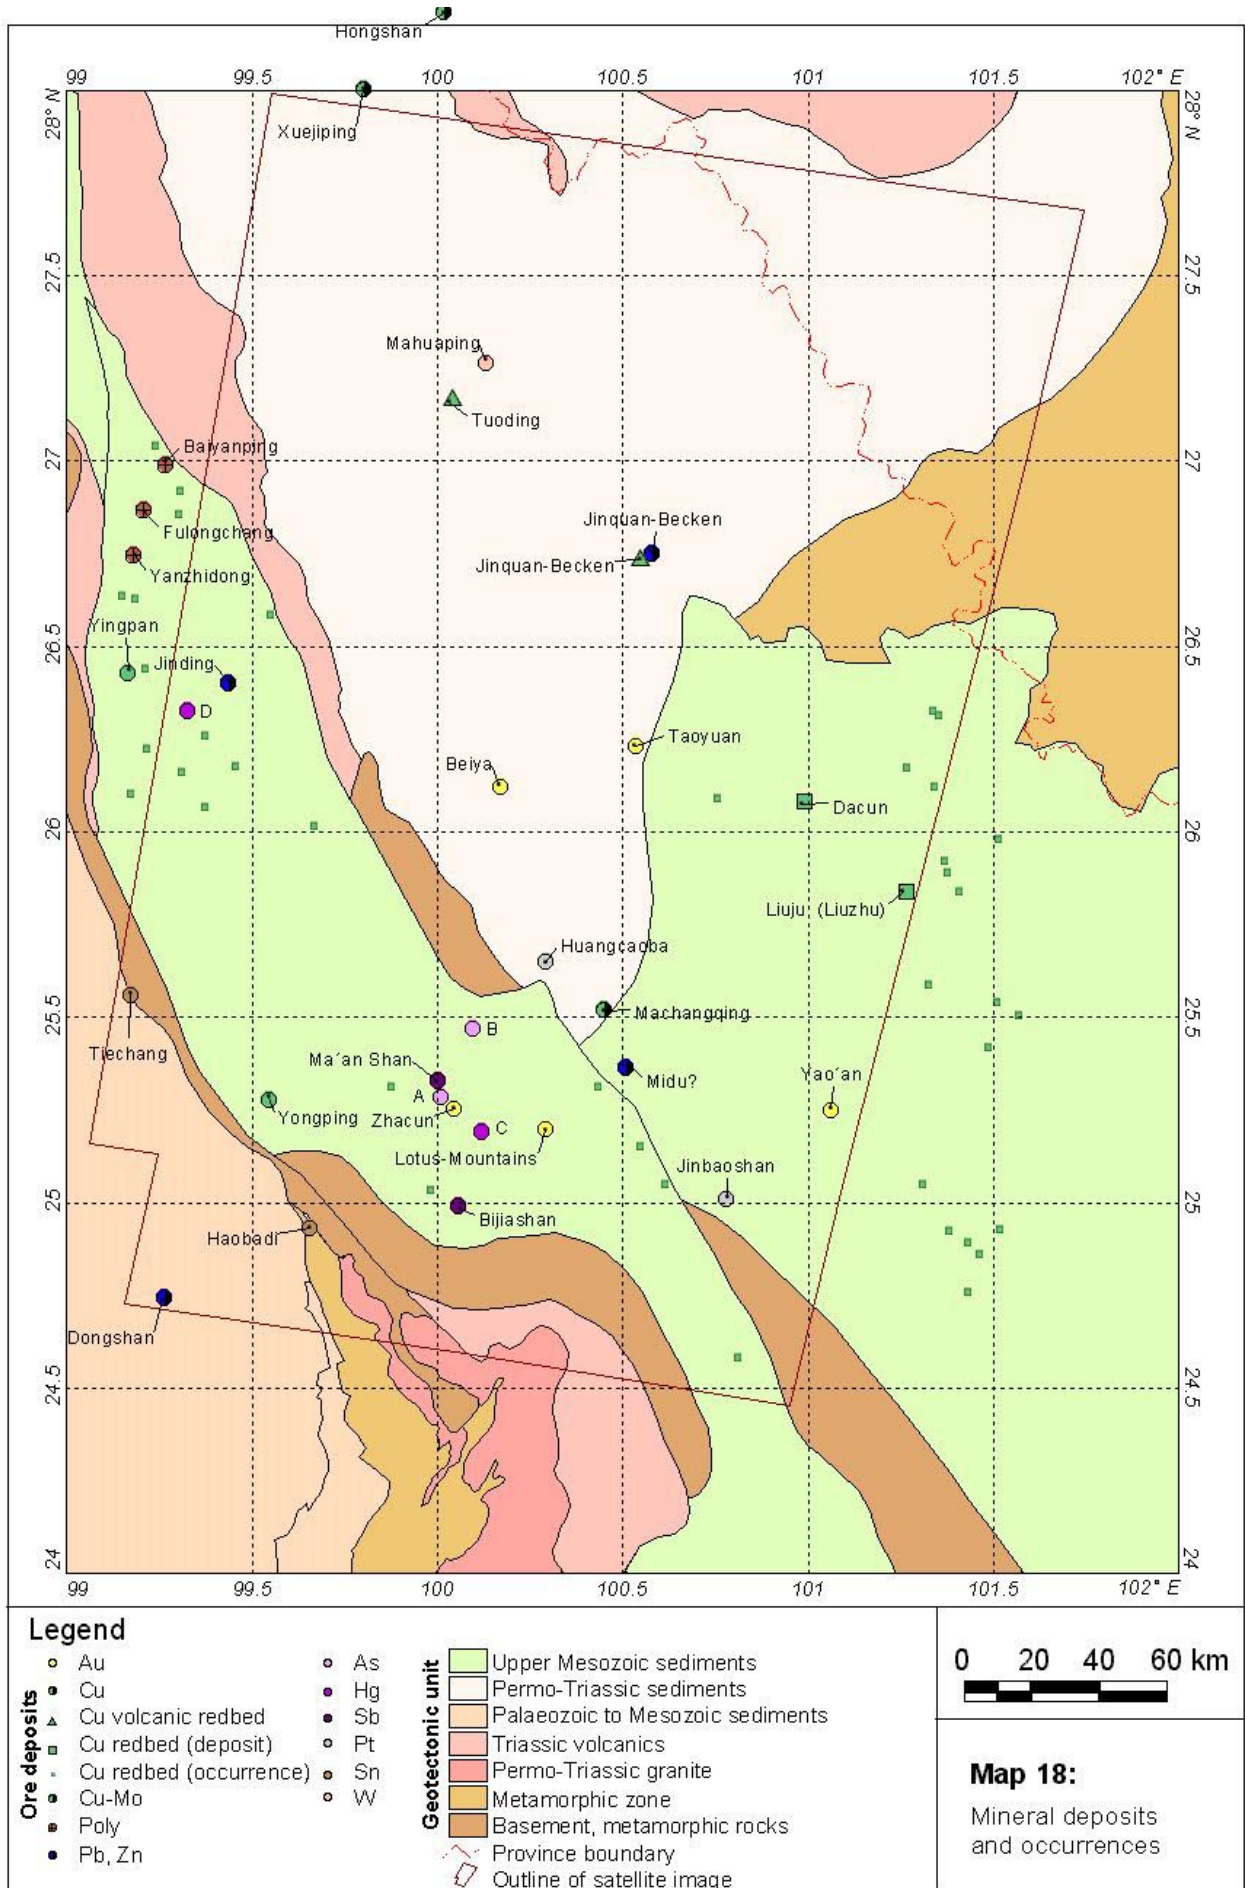 Hongshan
99
99.5
100
100.5
101
101.5
102° E
28° N
28° N
Xuejiping
27.5
27.5
Mahuaping
Tuoding
Baiyanping
27
27
Fulongchang
Jinquan-Becken
Jinquan-Becken
Yanzhidong
Yingpan
26.5
26.5
Jinding
D
Taoyuan
Beiya
Dacun
26
26
Liuju (Liuzhu)
Huangcaoba
25.5
25.5
Machangqing
B
Tiechang
Ma´an Shan
Midu?
Yao´an
A
Zhacun
Yongping
C
Lotus-Mountains
Jinbaoshan
25
25
Bijiashan
Haobadi
Dongshan
24.5
24.5
24
24
99
99.5
100
100.5
101
101.5
102° E
Legend
Ore deposits
Au
Cu
Cu volcanic redbed
Cu redbed (deposit)
Cu redbed (occurrence)
Cu-Mo
Poly
Pb, Zn
As
Hg
Sb
Pt
Sn
W
Geotectonic unit
Upper Mesozoic sediments
Permo-Triassic sediments
Palaeozoic to Mesozoic sediments
Triassic volcanics
Permo-Triassic granite
Metamorphic zone
Basement, metamorphic rocks
Province boundary
Outline of satellite image
0 20 40 60 km
Map 18:
Mineral deposits
and occurrences